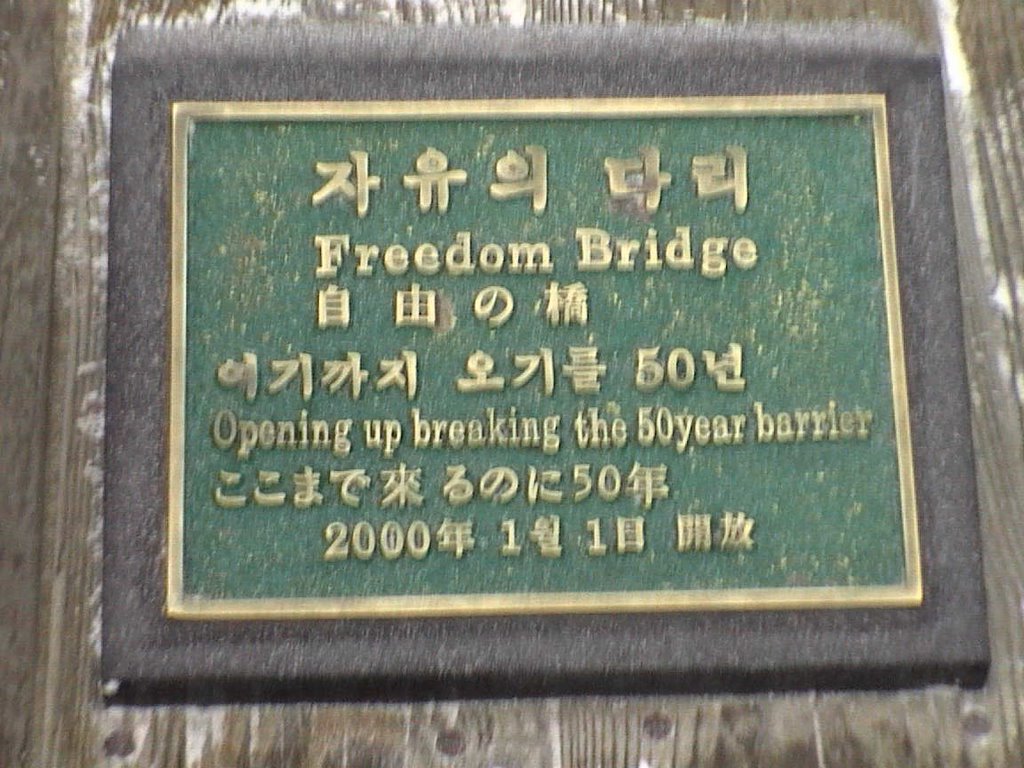 자유의 다리
Freedom Bridge
自由の橋
여기까지 오기를 50년
Opening up breaking the 50year barrier
ここまで來るのに50年
2000年 1월 1日 開放